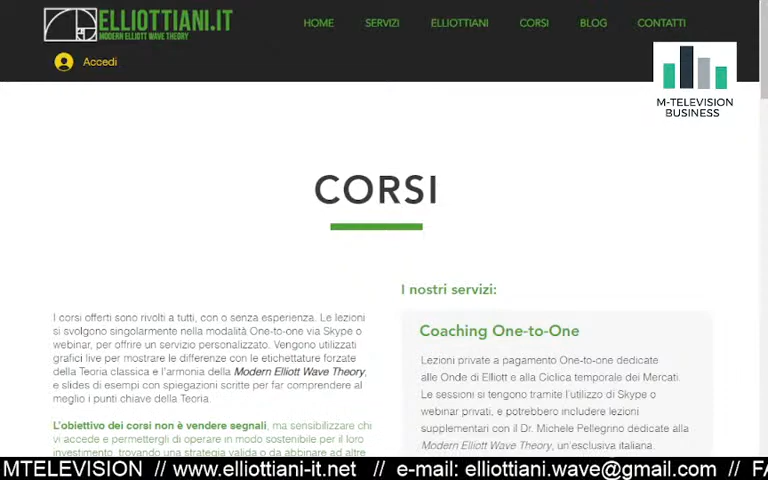 ELLIOTTIANI.IT
MODERN ELLIOTT WAVE THEORY
HOME SERVIZI ELLIOTTIANI CORSI BLOG CONTATTI
Accedi
M-TELEVISION
BUSINESS
CORSI
I corsi offerti sono rivolti a tutti, con o senza esperienza. Le lezioni
si svolgono singolarmente nella modalità One-to-one via Skype o
webinar, per offrire un servizio personalizzato. Vengono utilizzati
grafici live per mostrare le differenze con le etichettature forzate
della Teoria classica e l'armonia della Modern Elliott Wave Theory,
e slides di esempi con spiegazioni scritte per far comprendere al
meglio i punti chiave della Teoria.
L'obiettivo dei corsi non è vendere segnali, ma sensibilizzare chi
vi accede e permettergli di operare in modo sostenibile per il loro
investimento, trovando una strategia valida o da abbinare ad altre
I nostri servizi:
Coaching One-to-One
Lezioni private a pagamento One-to-one dedicate
alle Onde di Elliott e alla Ciclica temporale dei Mercati.
Le sessioni si tengono tramite l'utilizzo di Skype o
webinar privati, e potrebbero includere lezioni
supplementari con il Dr. Michele Pellegrino dedicate alla
Modern Elliott Wave Theory, un'esclusiva italiana.
MTELEVISION // www.elliottiani-it.net // e-mail: elliottiani.wave@gmail.com // FA